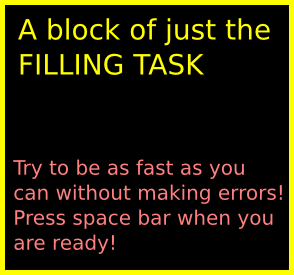 A block of just the
FILLING TASK
Try to be as fast as you
can without making errors!
Press space bar when you
are ready!